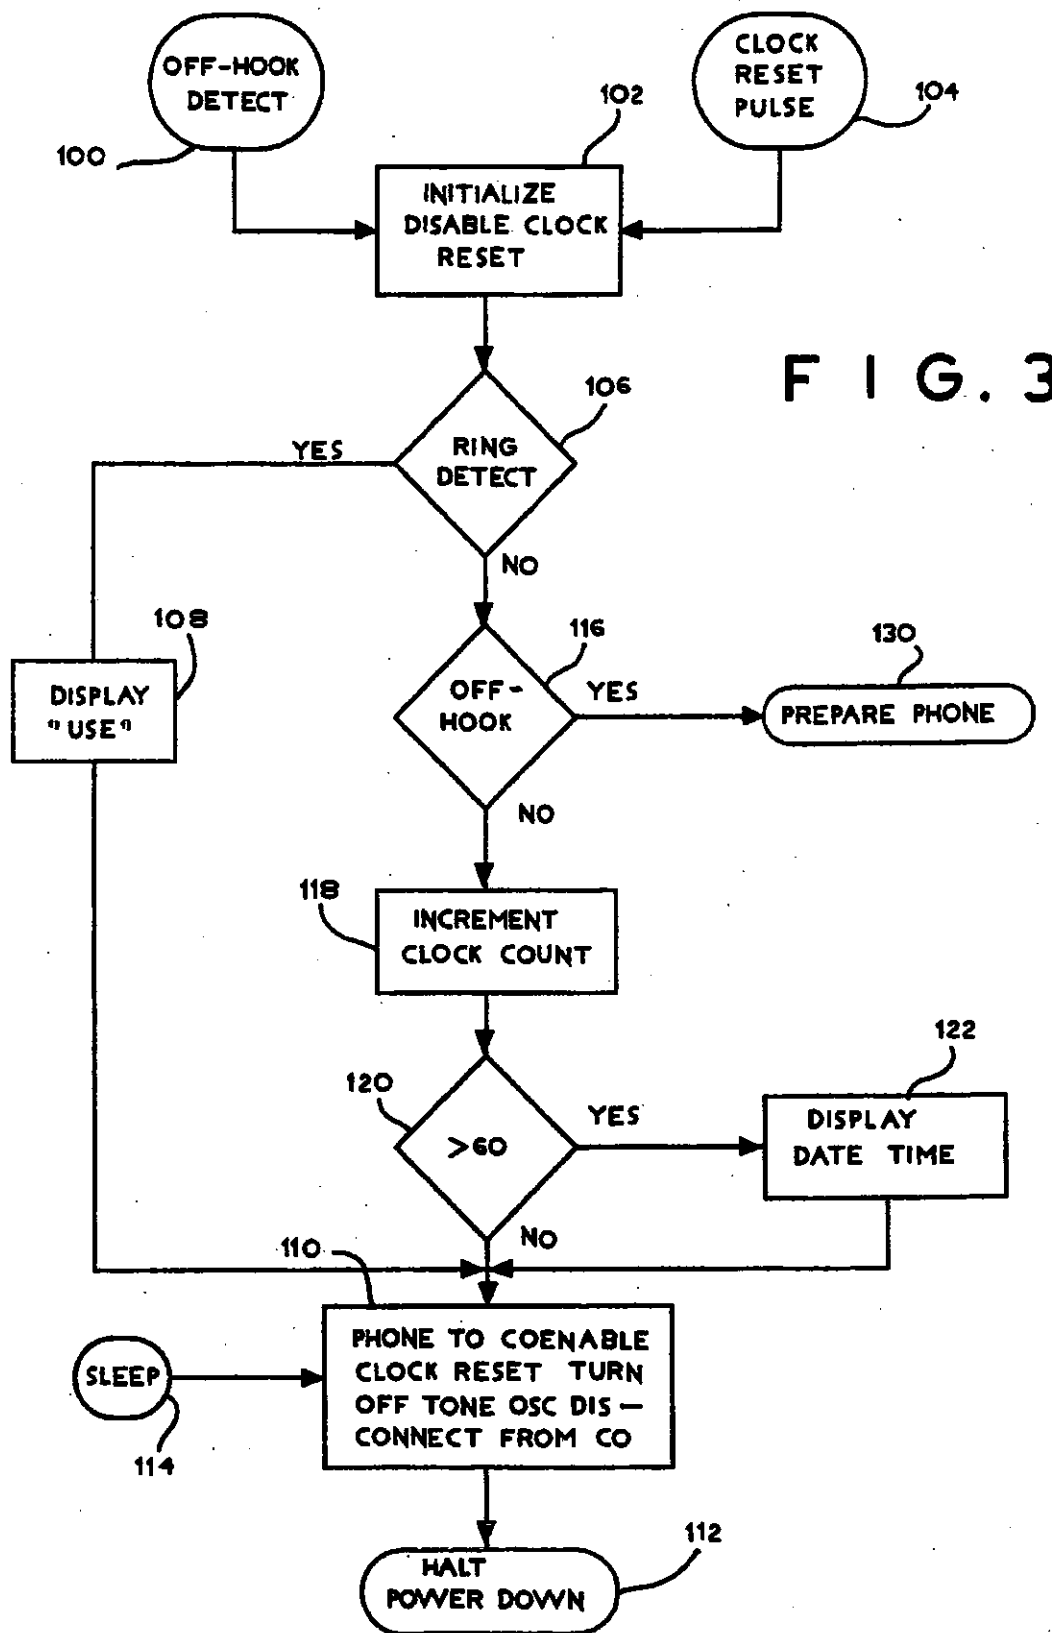 OFF-HOOK
DETECT
100
CLOCK
RESET
PULSE
104
102
INITIALIZE
DISABLE CLOCK
RESET
FIG. 3
106
RING
DETECT
YES
NO
108
DISPLAY
"USE"
116
OFF-
HOOK
YES
NO
130
PREPARE PHONE
118
INCREMENT
CLOCK COUNT
120
>60
YES
NO
122
DISPLAY
DATE TIME
110
PHONE TO COENABLE
CLOCK RESET TURN
OFF TONE OSC DIS-
CONNECT FROM CO
SLEEP
114
112
HALT
POWER DOWN